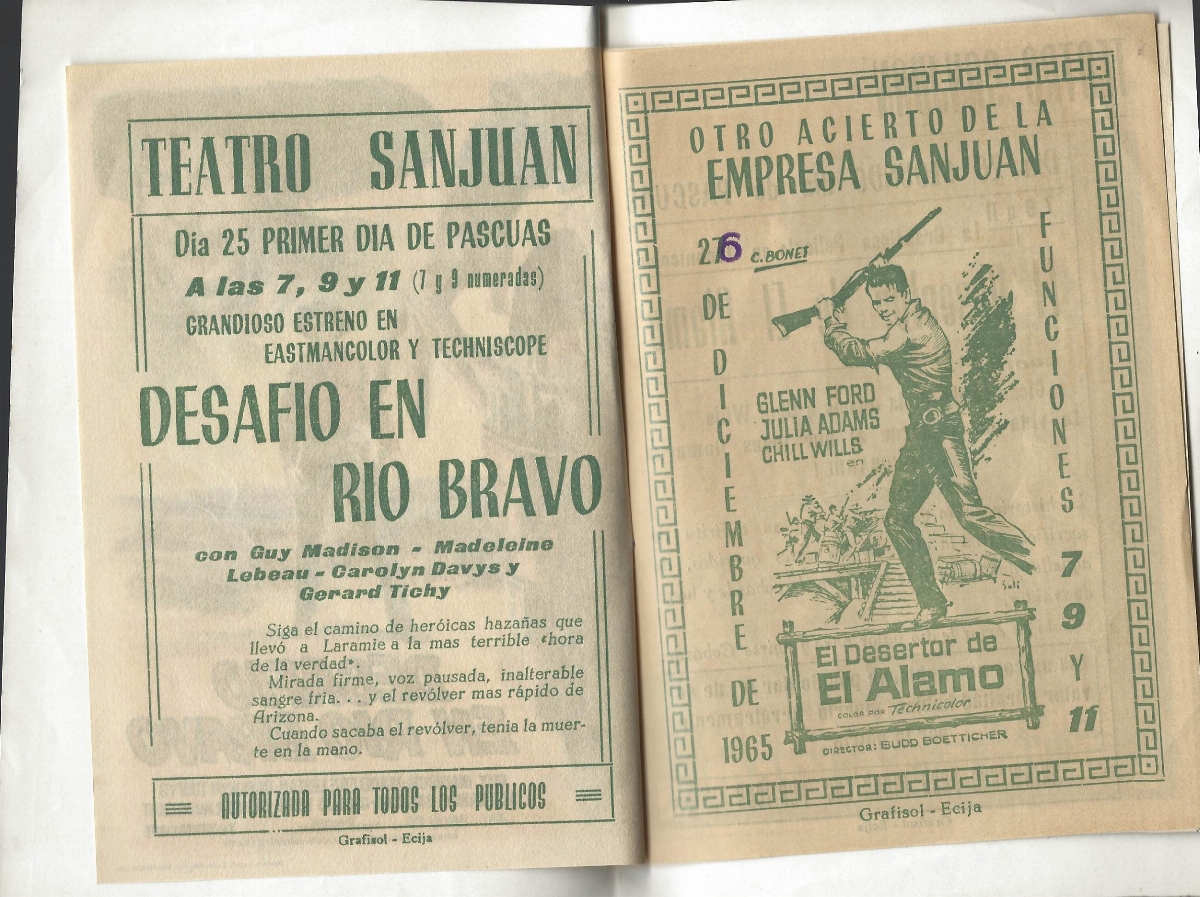 TEATRO SANJUAN
Día 25 PRIMER DIA DE PASCUAS
A las 7, 9 y 11 (7 y 9 numeradas)
GRANDIOSO ESTRENO EN
EASTMANCOLOR Y TECHNISCOPE
DESAFIO EN
RIO BRAVO
con Guy Madison - Madeleine
Lebeau - Carolyn Davys y
Gerard Tichy
Siga el camino de heróicas hazañas que
llevó a Laramie a la mas terrible «hora
de la verdad».
Mirada firme, voz pausada, inalterable
sangre fria. . . y el revólver mas rápido de
Arizona.
Cuando sacaba el revólver, tenia la muer-
te en la mano.
AUTORIZADA PARA TODOS LOS PUBLICOS
Grafisol - Ecija
OTRO ACIERTO DE LA
EMPRESA SANJUAN
276
C. BONET
DE DICIEMBRE DE
1965
GLENN FORD
JULIA ADAMS
CHILL WILLS
en
FUNCIONES
7
9
Y
11
Soli
El Desertor de
El Alamo
COLOR POR Technicolor
DIRECTOR: BUDD BOETTICHER
Grafisol - Ecija